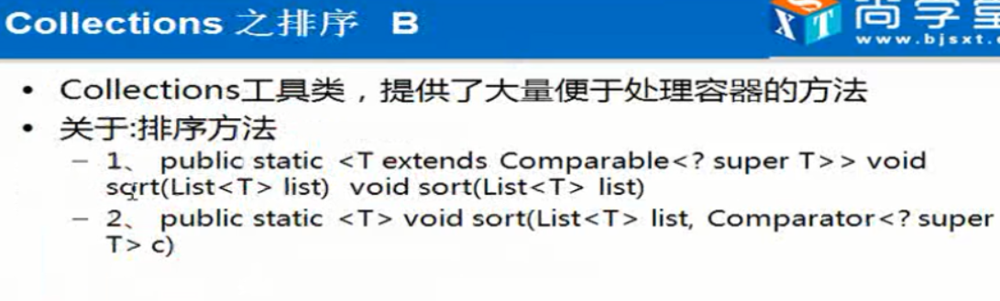 Collections 之排序 B
XST 尚学
www.bjsxt.
• Collections工具类，提供了大量便于处理容器的方法
• 关于:排序方法
– 1、 public static <T extends Comparable<? super T>> void
sort(List<T> list) void sort(List<T> list)
– 2、 public static <T> void sort(List<T> list, Comparator<? super
T> c)